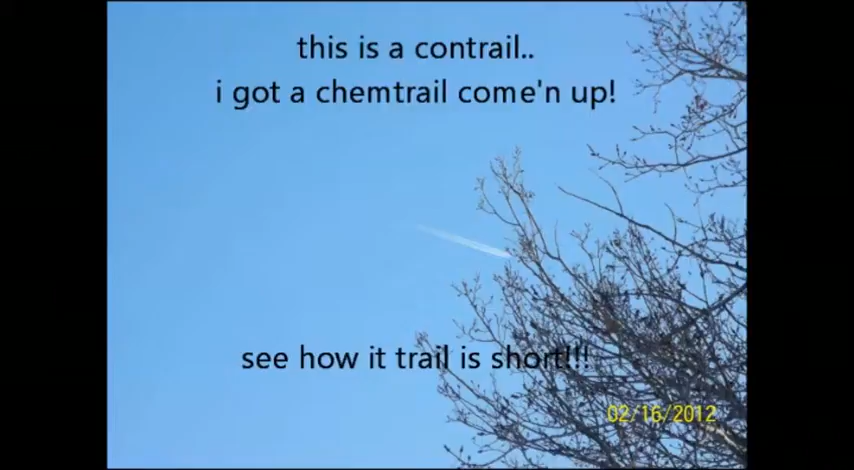 this is a contrail..
i got a chemtrail come'n up!
see how it trail is short!!!
02/16/2012